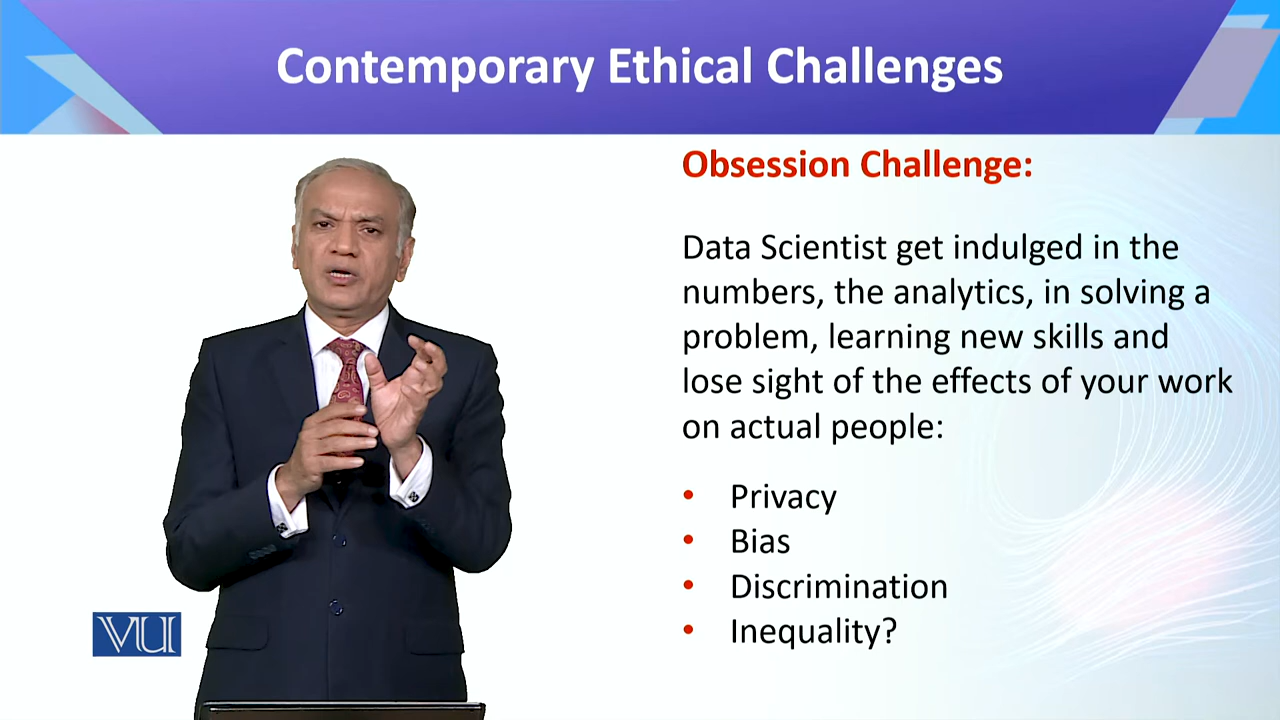 Contemporary Ethical Challenges
Obsession Challenge:
Data Scientist get indulged in the
numbers, the analytics, in solving a
problem, learning new skills and
lose sight of the effects of your work
on actual people:
• Privacy
• Bias
• Discrimination
• Inequality?
VU